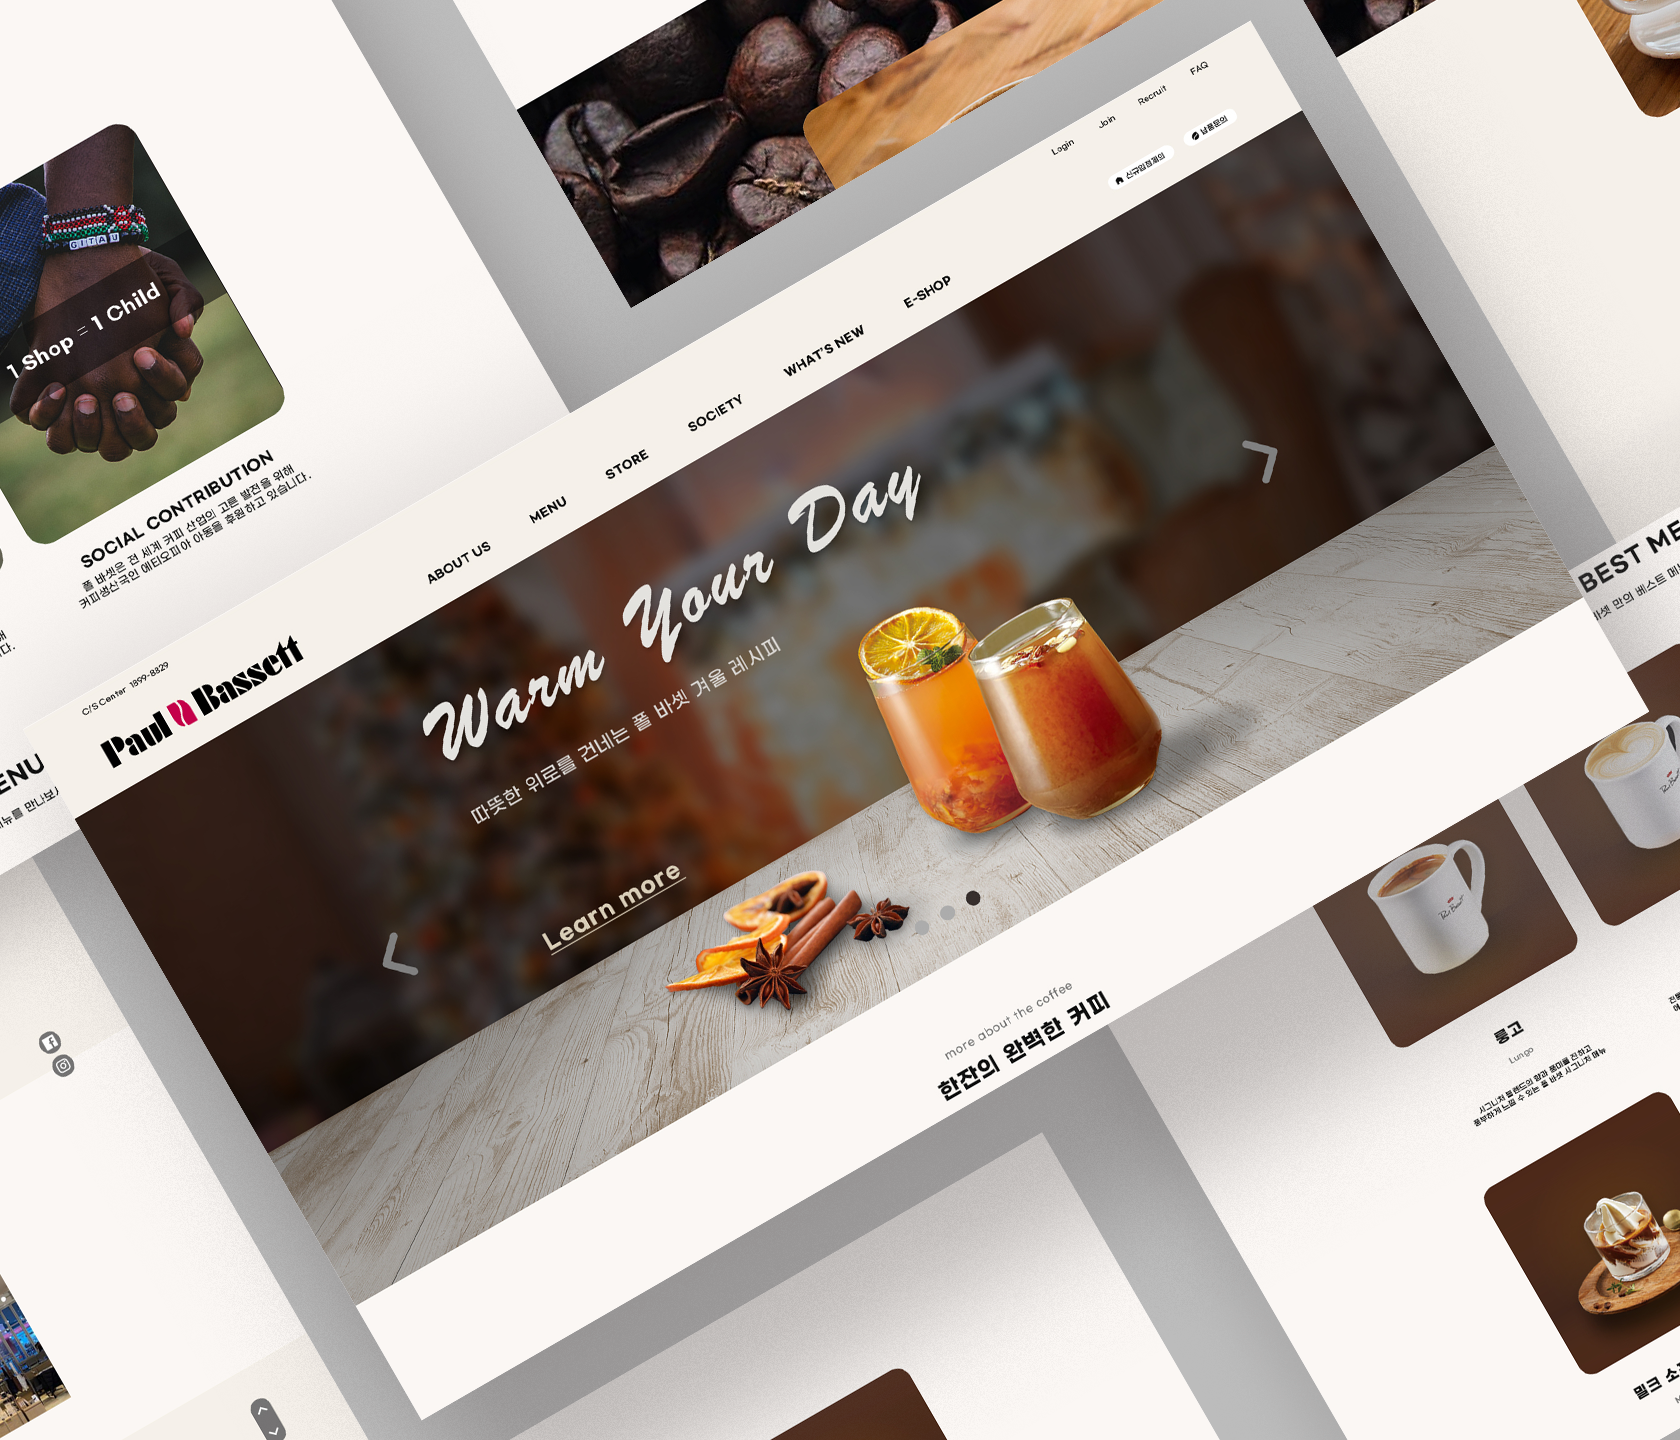 Login
Join
Recruit
FAQ
신규입점제의
납품문의
C/S Center 1899-8829
Paul Bassett
ABOUT US
MENU
STORE
SOCIETY
WHAT'S NEW
E-SHOP
Warm Your Day
따뜻한 위로를 건네는 폴 바셋 겨울 레시피
Learn more
more about the coffee
한잔의 완벽한 커피
GITAU
1 Shop = 1 Child
SOCIAL CONTRIBUTION
폴 바셋은 전 세계 커피 산업의 고른 발전을 위해
커피생산국인 에티오피아 아동을 후원하고 있습니다.
BEST ME
바셋 만의 베스트 메
룽고
Lungo
시그니처 블렌드의 향과 풍미를 진하고
풍부하게 느낄 수 있는 폴 바셋 시그니처 메뉴
밀크 소
ENU
뉴를 만나보